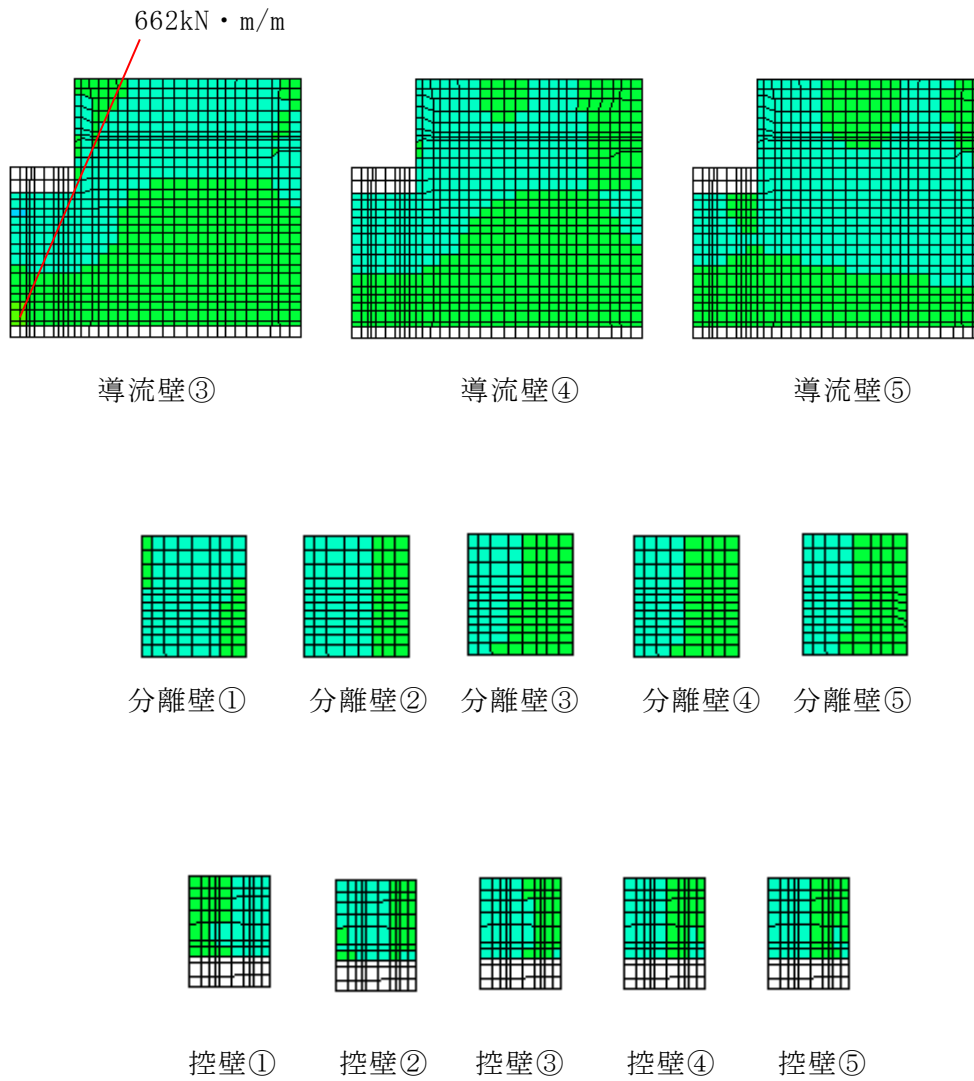 662kN・m/m
導流壁③ 導流壁④ 導流壁⑤
分離壁① 分離壁② 分離壁③ 分離壁④ 分離壁⑤
控壁① 控壁② 控壁③ 控壁④ 控壁⑤